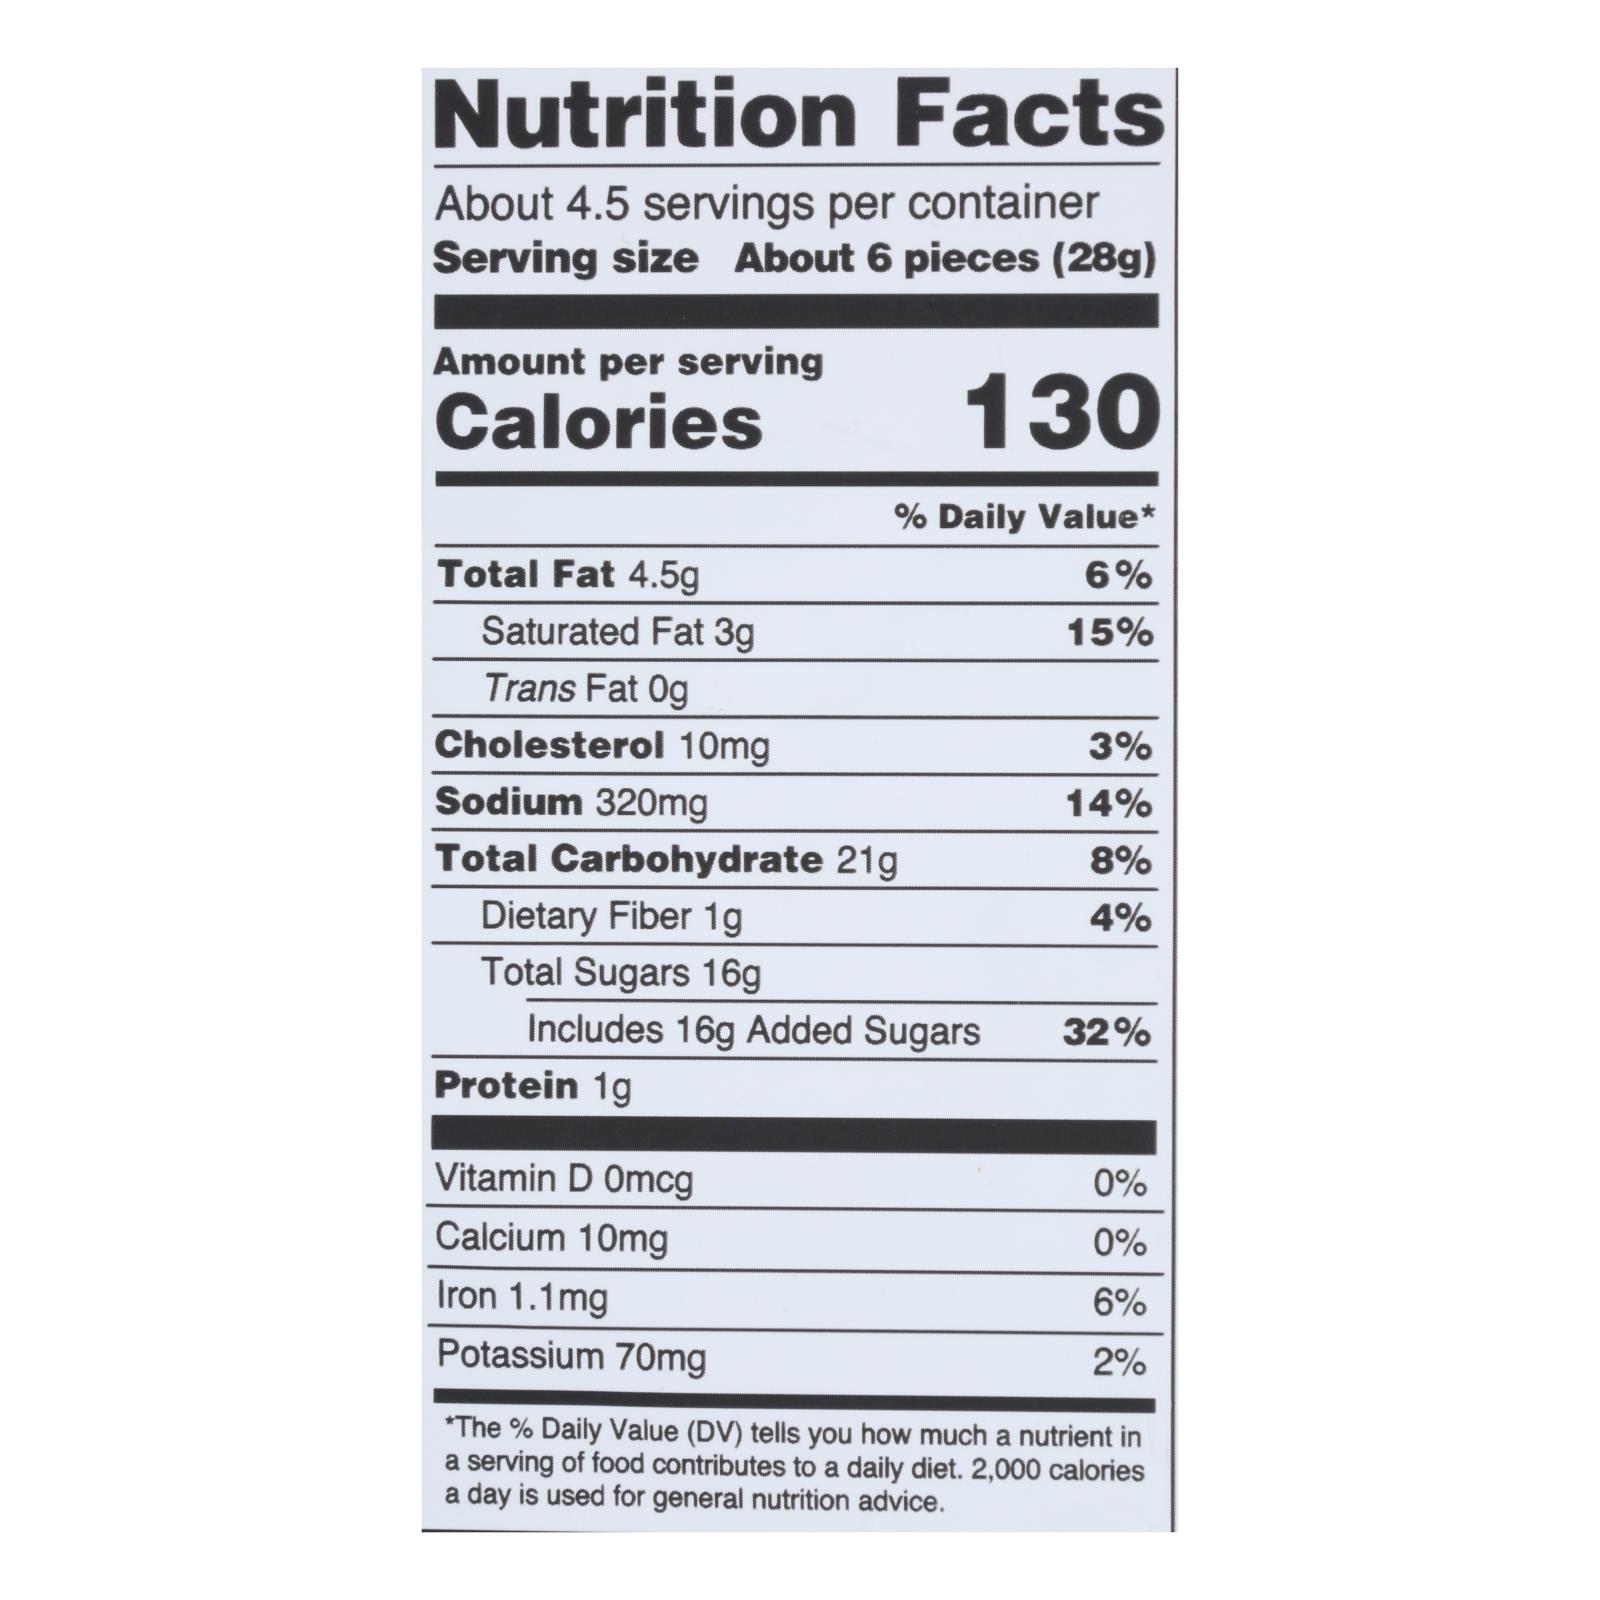 Nutrition Facts
About 4.5 servings per container
Serving size About 6 pieces (28g)
Amount per serving
Calories 130
% Daily Value*
Total Fat 4.5g 6%
Saturated Fat 3g 15%
Trans Fat 0g
Cholesterol 10mg 3%
Sodium 320mg 14%
Total Carbohydrate 21g 8%
Dietary Fiber 1g 4%
Total Sugars 16g
Includes 16g Added Sugars 32%
Protein 1g
Vitamin D 0mcg 0%
Calcium 10mg 0%
Iron 1.1mg 6%
Potassium 70mg 2%
*The % Daily Value (DV) tells you how much a nutrient in
a serving of food contributes to a daily diet. 2,000 calories
a day is used for general nutrition advice.